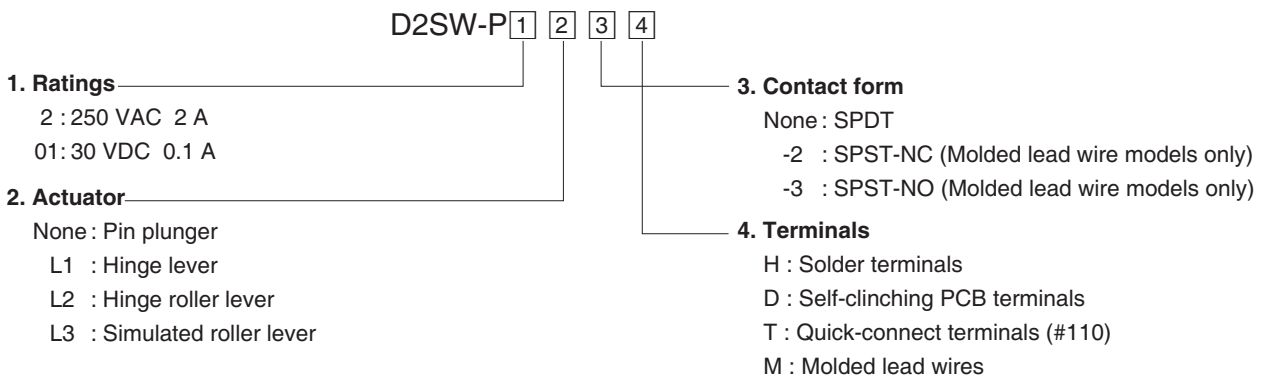 D2SW-P1 2 3 4
1. Ratings
2 : 250 VAC 2 A
01: 30 VDC 0.1 A
2. Actuator
None : Pin plunger
L1 : Hinge lever
L2 : Hinge roller lever
L3 : Simulated roller lever
3. Contact form
None : SPDT
-2 : SPST-NC (Molded lead wire models only)
-3 : SPST-NO (Molded lead wire models only)
4. Terminals
H : Solder terminals
D : Self-clinching PCB terminals
T : Quick-connect terminals (#110)
M : Molded lead wires